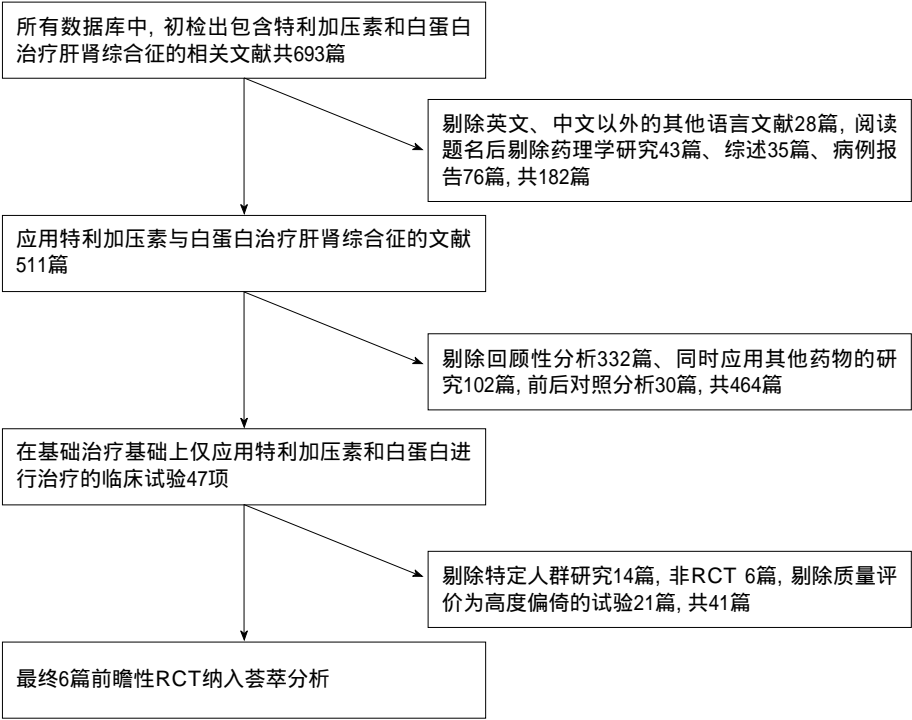 所有数据库中, 初检出包含特利加压素和白蛋白
治疗肝肾综合征的相关文献共693篇
剔除英文、中文以外的其他语言文献28篇, 阅读
题名后剔除药理学研究43篇、综述35篇、病例报
告76篇, 共182篇
应用特利加压素与白蛋白治疗肝肾综合征的文献
511篇
剔除回顾性分析332篇、同时应用其他药物的研
究102篇, 前后对照分析30篇, 共464篇
在基础治疗基础上仅应用特利加压素和白蛋白进
行治疗的临床试验47项
剔除特定人群研究14篇, 非RCT 6篇, 剔除质量评
价为高度偏倚的试验21篇, 共41篇
最终6篇前瞻性RCT纳入荟萃分析